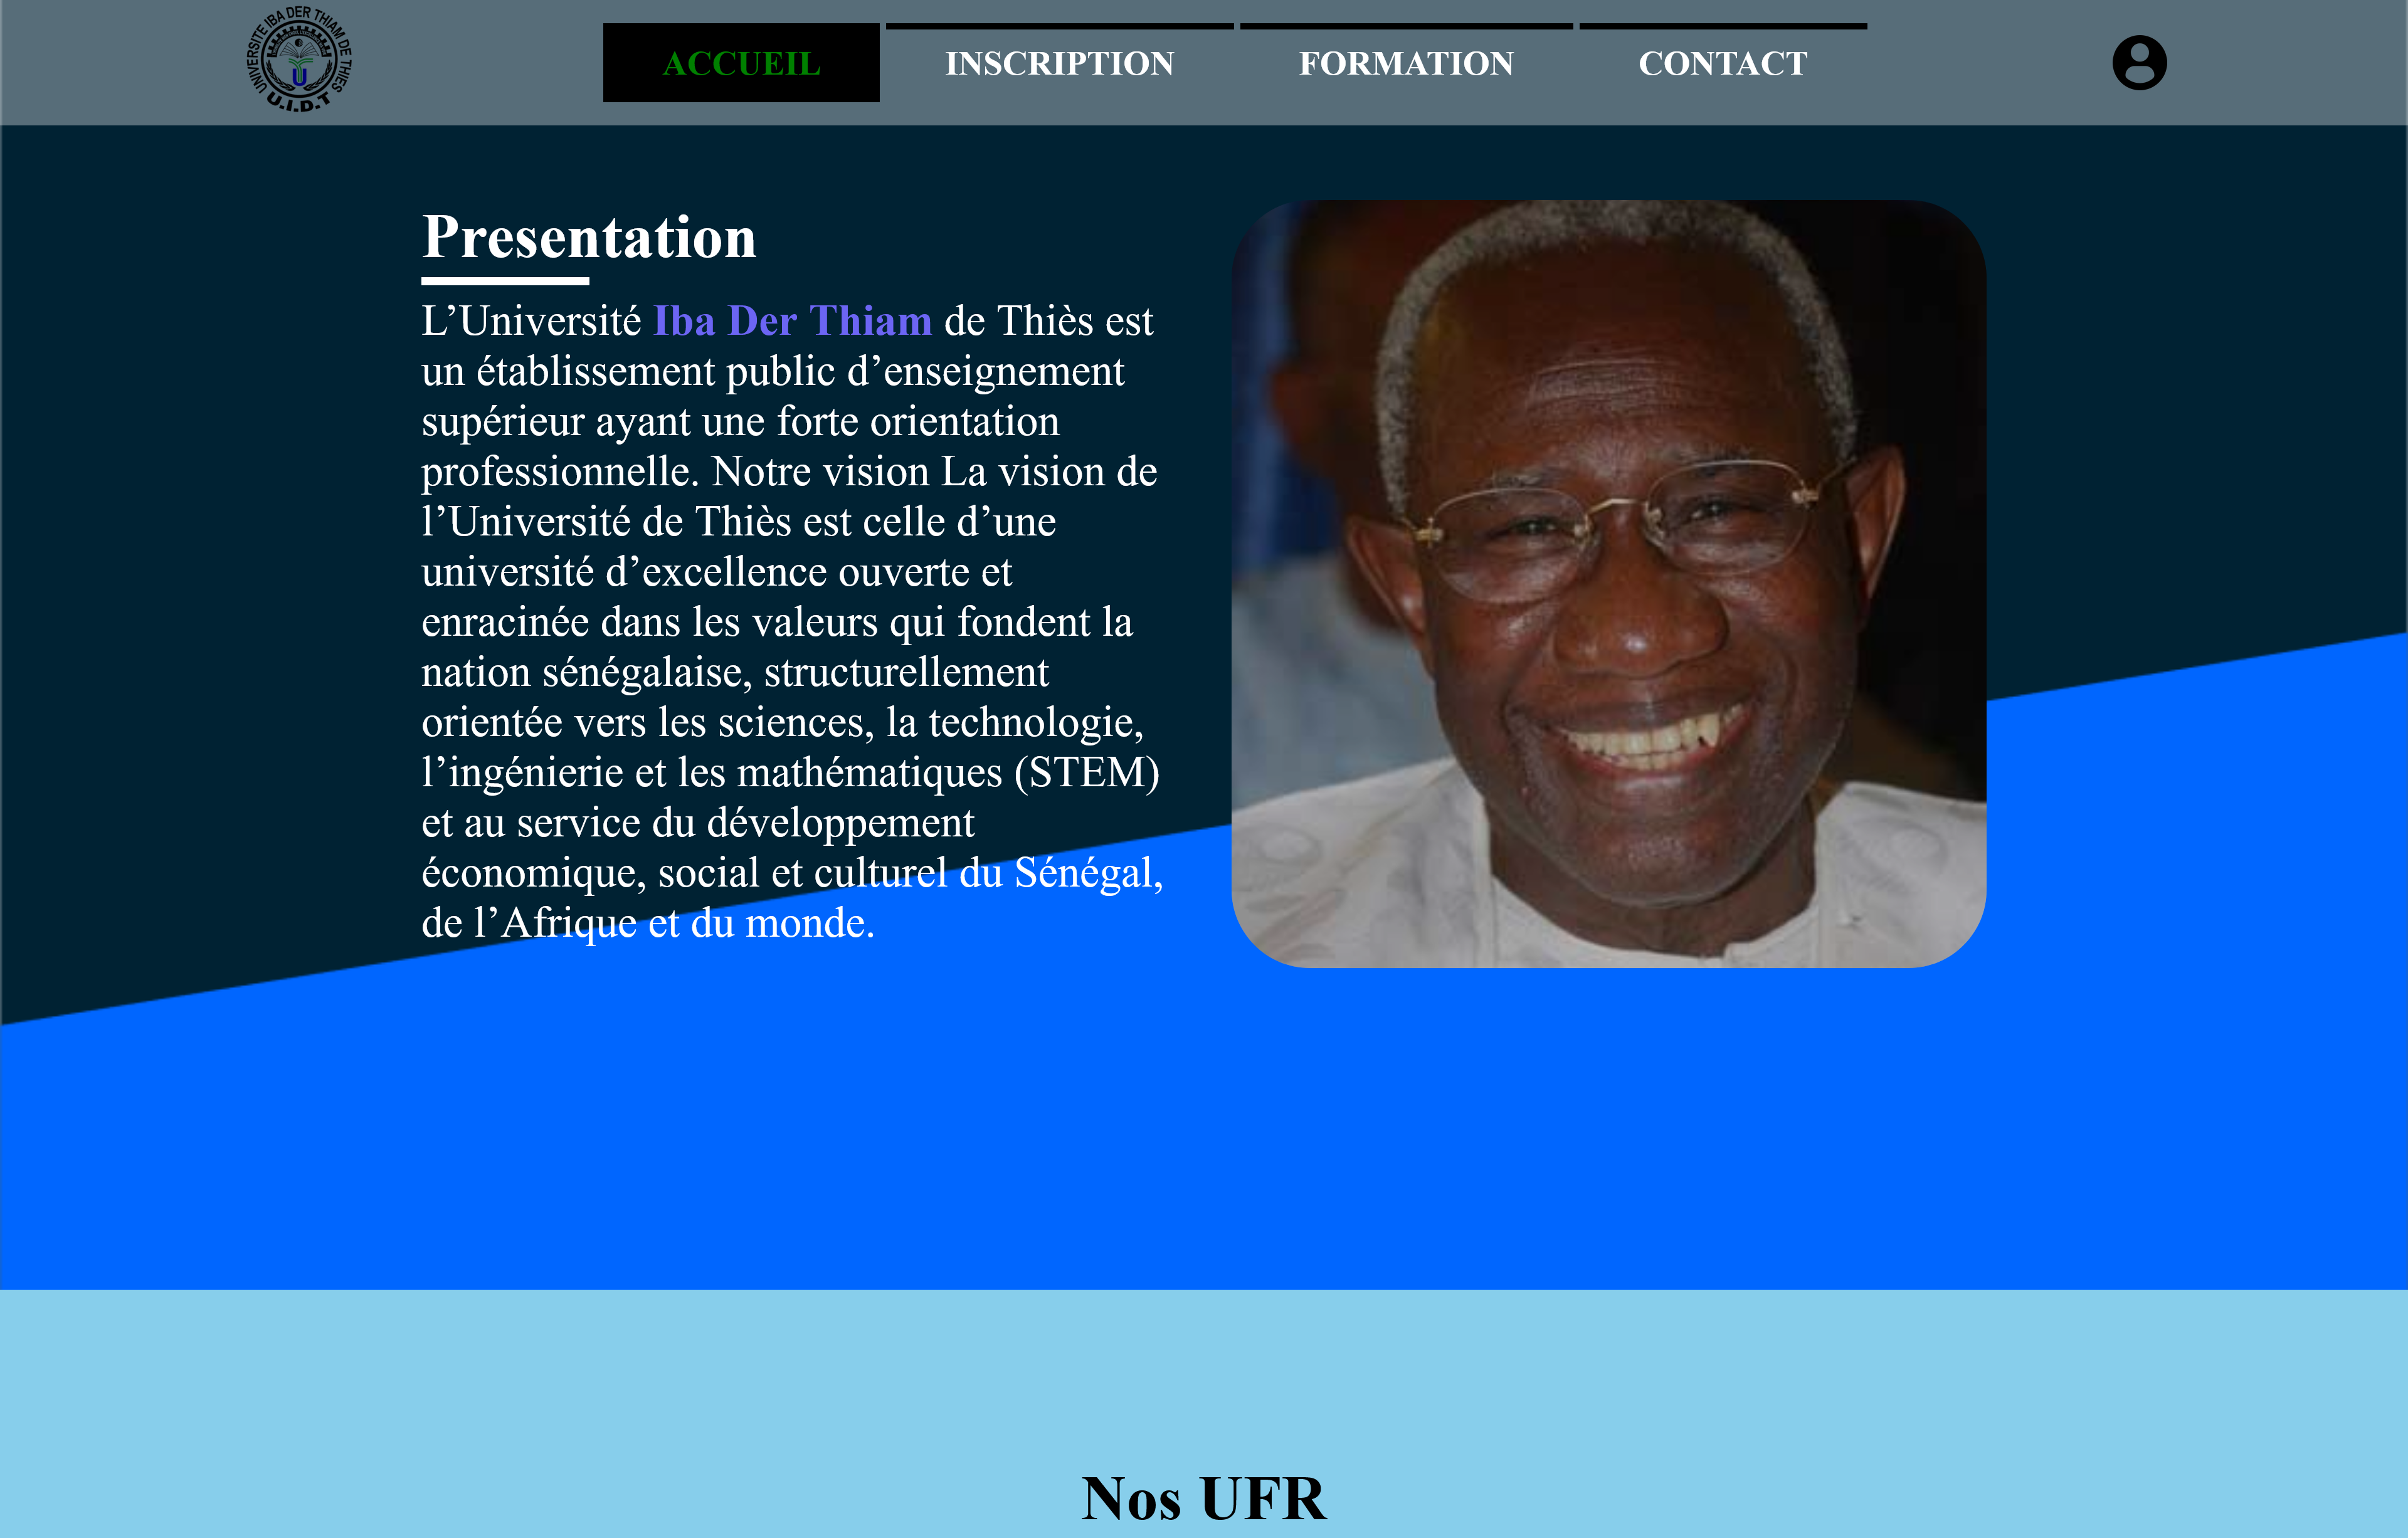 UNIVERSITE IBA DER THIAM DE THIES
U
U.I.D.T
ACCUEIL
INSCRIPTION
FORMATION
CONTACT
Presentation
L’Université Iba Der Thiam de Thiès est
un établissement public d’enseignement
supérieur ayant une forte orientation
professionnelle. Notre vision La vision de
l’Université de Thiès est celle d’une
université d’excellence ouverte et
enracinée dans les valeurs qui fondent la
nation sénégalaise, structurellement
orientée vers les sciences, la technologie,
l’ingénierie et les mathématiques (STEM)
et au service du développement
économique, social et culturel du Sénégal,
de l’Afrique et du monde.
Nos UFR